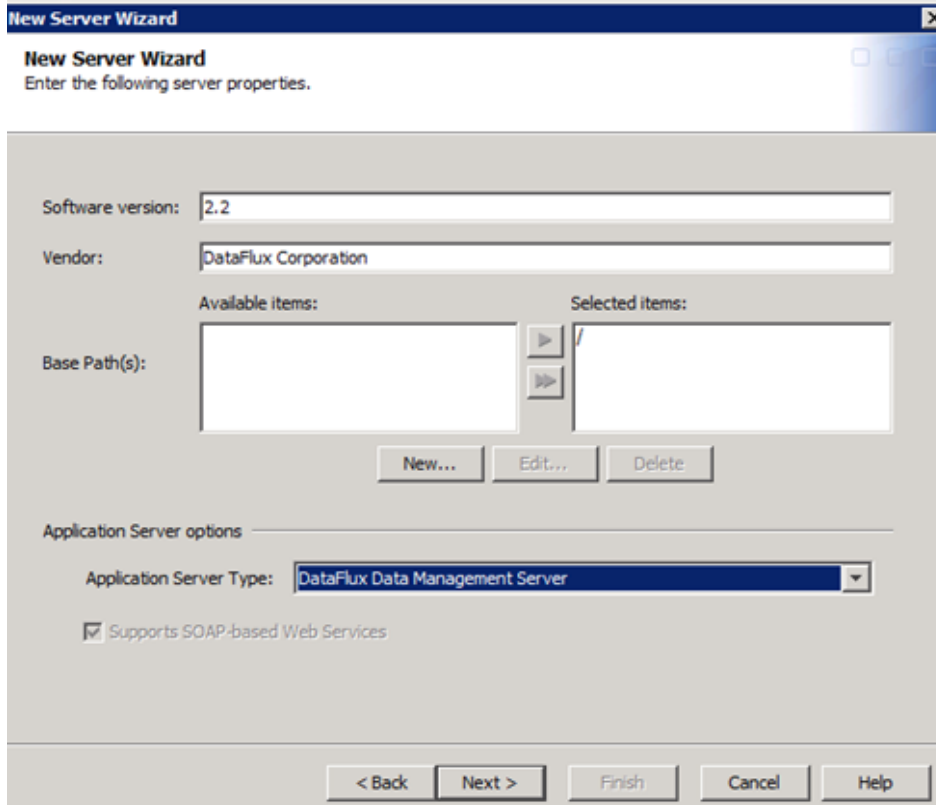 New Server Wizard
New Server Wizard
Enter the following server properties.
Software version: 2.2
Vendor: DataFlux Corporation
Available items: Selected items:
Base Path(s): /
New... Edit... Delete
Application Server options
Application Server Type: DataFlux Data Management Server
Supports SOAP-based Web Services
< Back Next > Finish Cancel Help